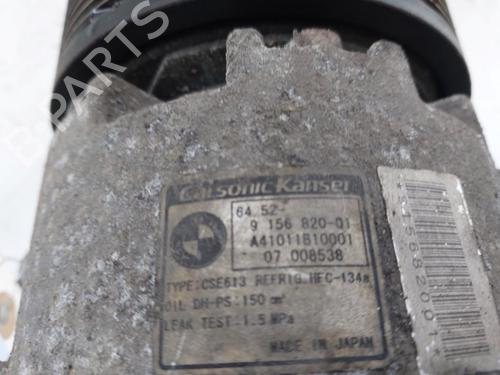 Calsonic Kansei
64.52-
9 156 820-01
A41011B10001
07 008538
TYPE:CSE613 REFRIG.HFC-134a
OIL DH-PS:150 cm³
LEAK TEST:1.5 MPa
MADE IN JAPAN
B-Parts